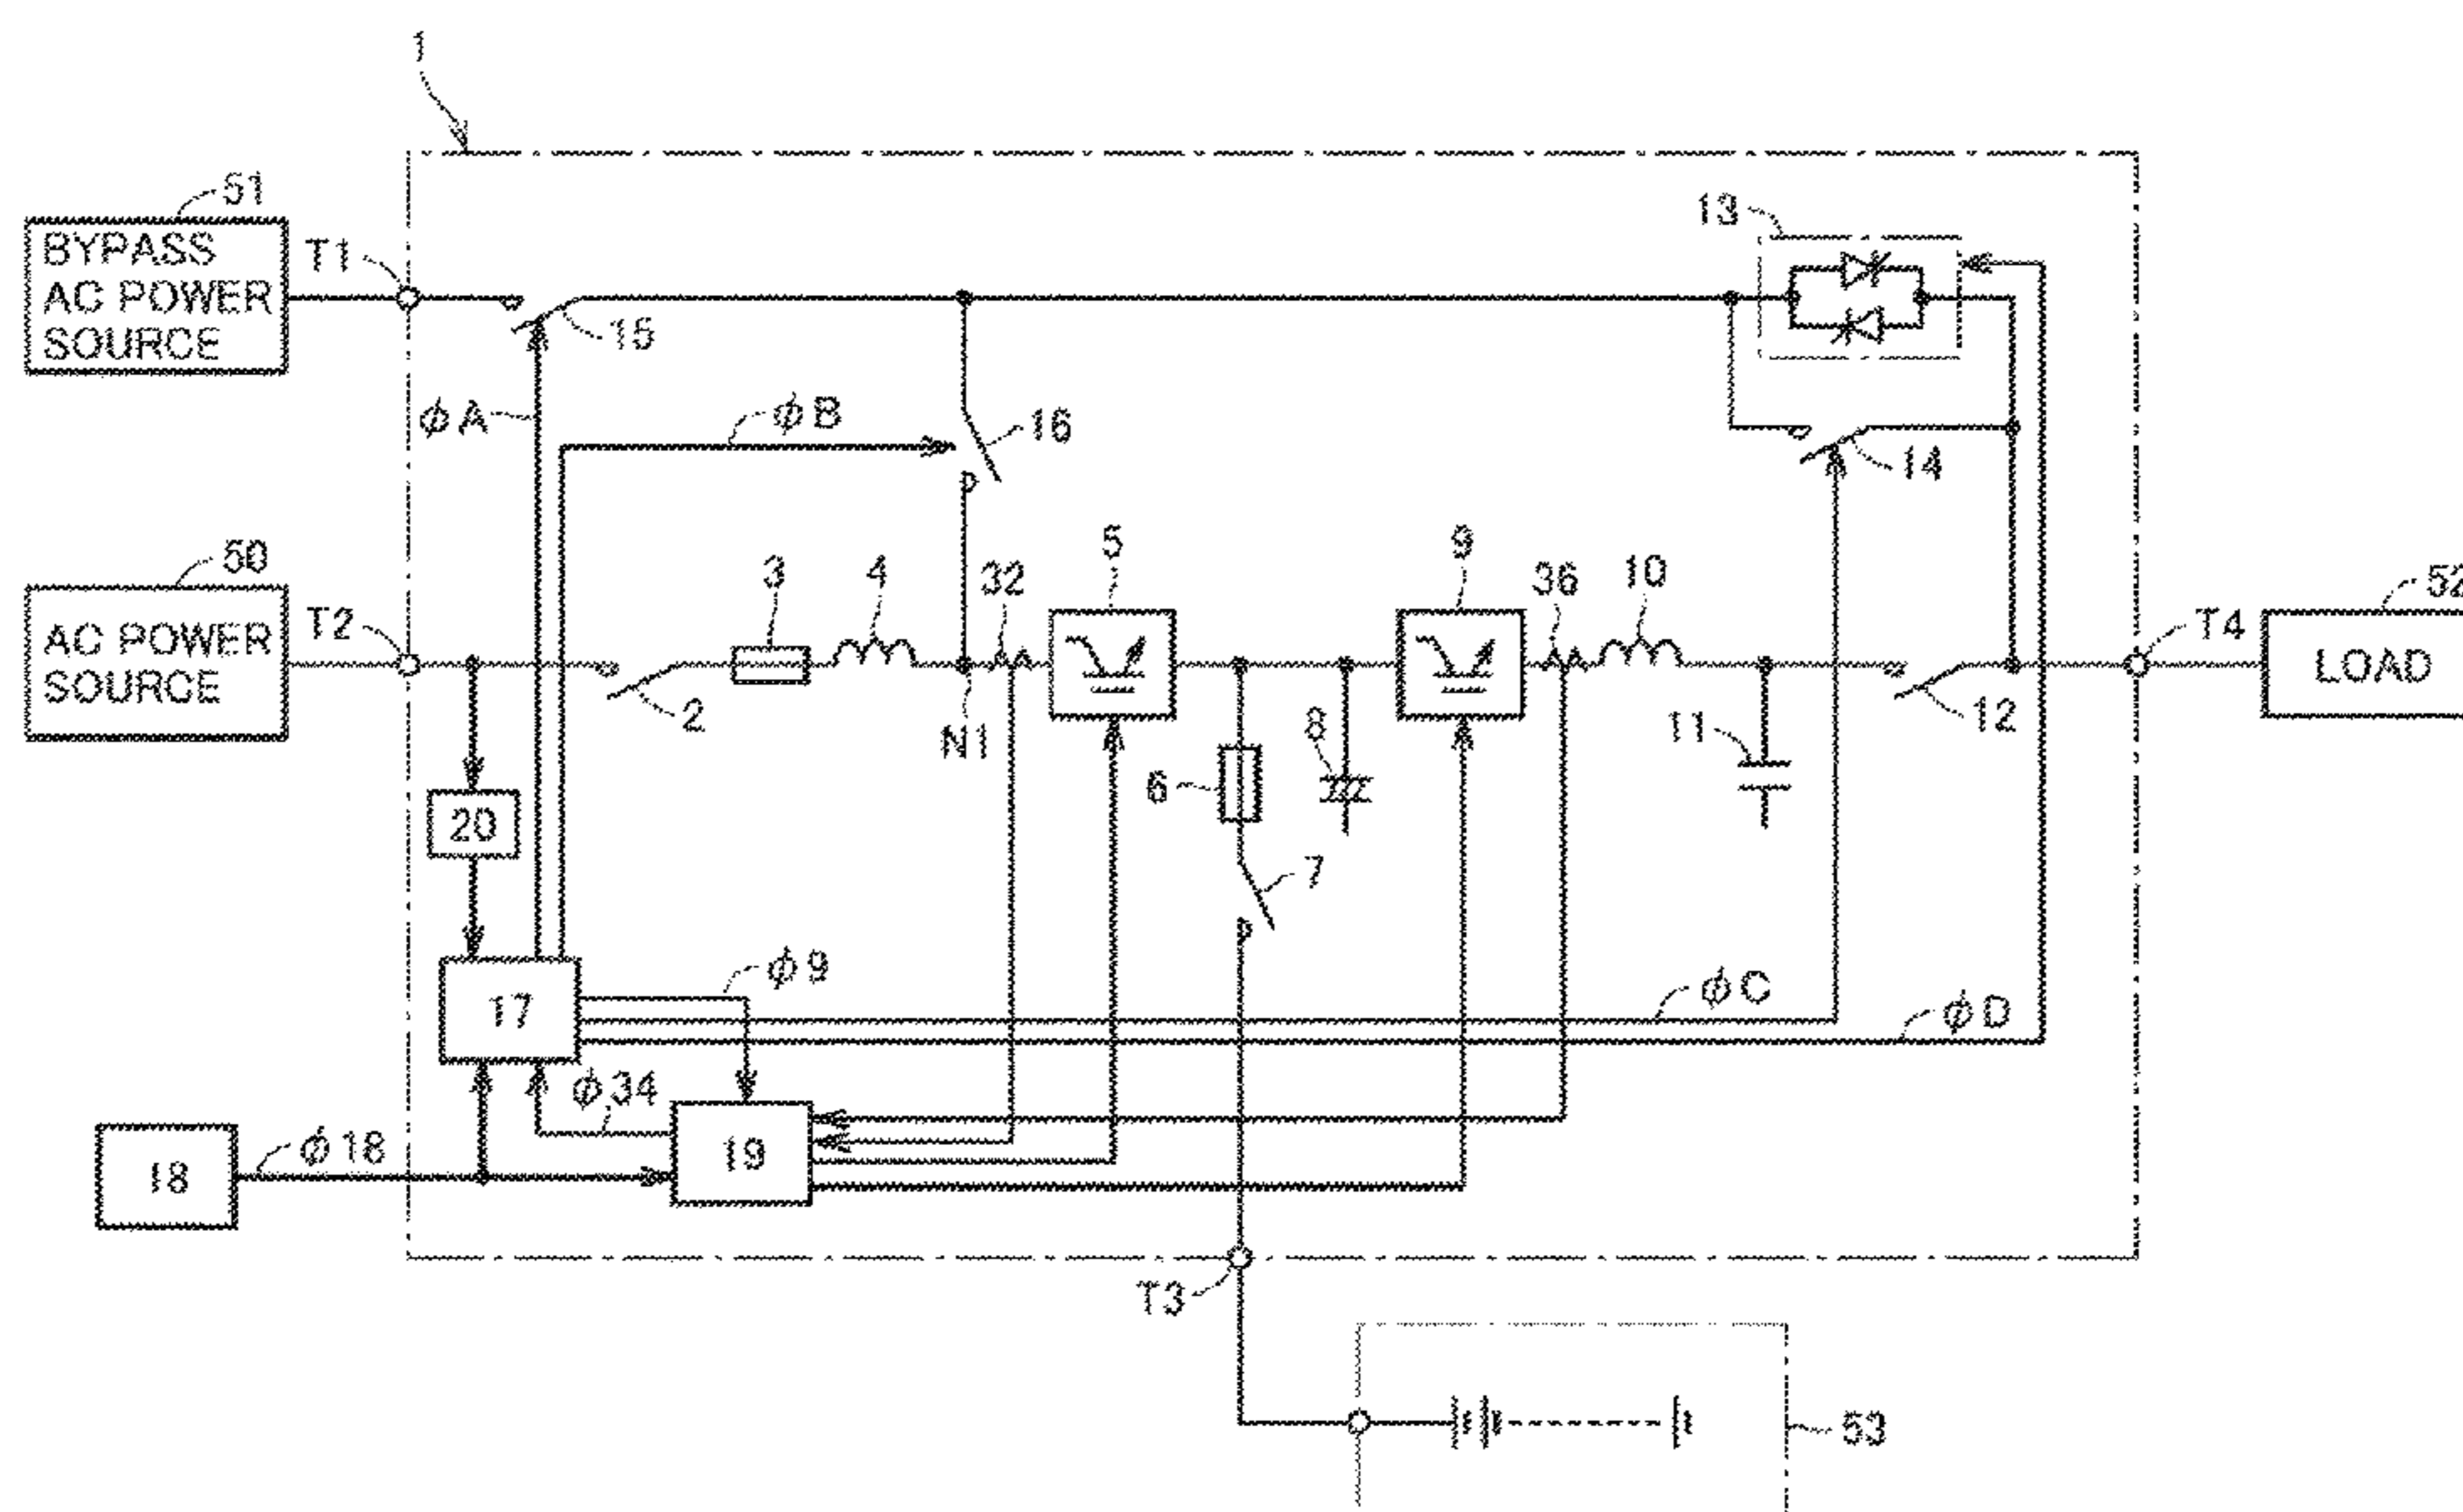 1
51
BYPASS
AC POWER
SOURCE
T1
13
15
φA
φB
16
14
50
AC POWER
SOURCE
T2
3
4
32
5
9
36
10
52
T4
LOAD
2
N1
8
11
12
6
20
7
φ9
17
φC
φD
φ34
19
18
φ18
T3
53